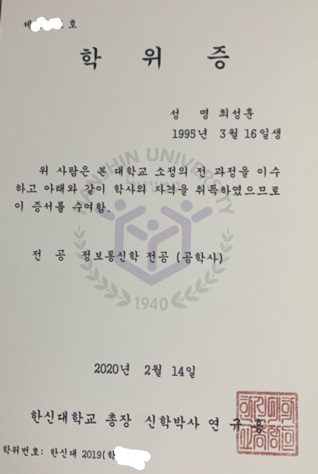 제 호
학 위 증
성 명 최성훈
1995년 3월 16일생
위 사람은 본 대학교 소정의 전 과정을 이수
하고 아래와 같이 학사의 자격을 취득하였으므로
이 증서를 수여함.
HANSHIN UNIVERSITY
전 공 정보통신학 전공 (공학사)
1940
2020년 2월 14일
한신대학교 총장 신학박사 연 규 홍
학위번호: 한신대 2019(학